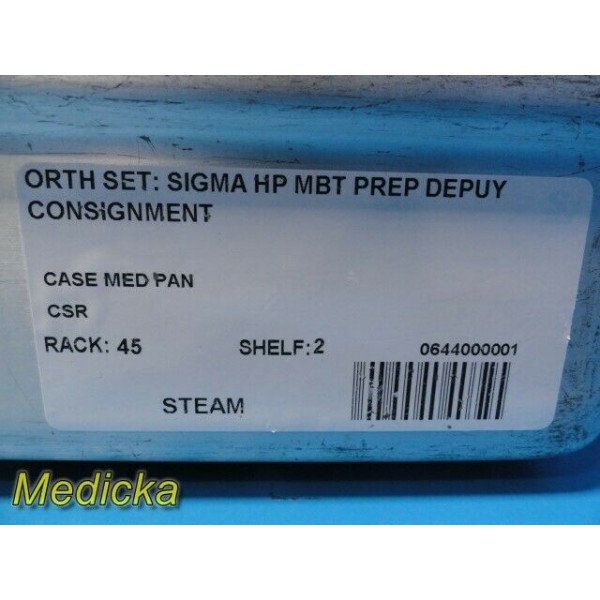 ORTH SET: SIGMA HP MBT PREP DEPUY
CONSIGNMENT
CASE MED PAN
CSR
RACK: 45 SHELF: 2 0644000001
STEAM
Medicka